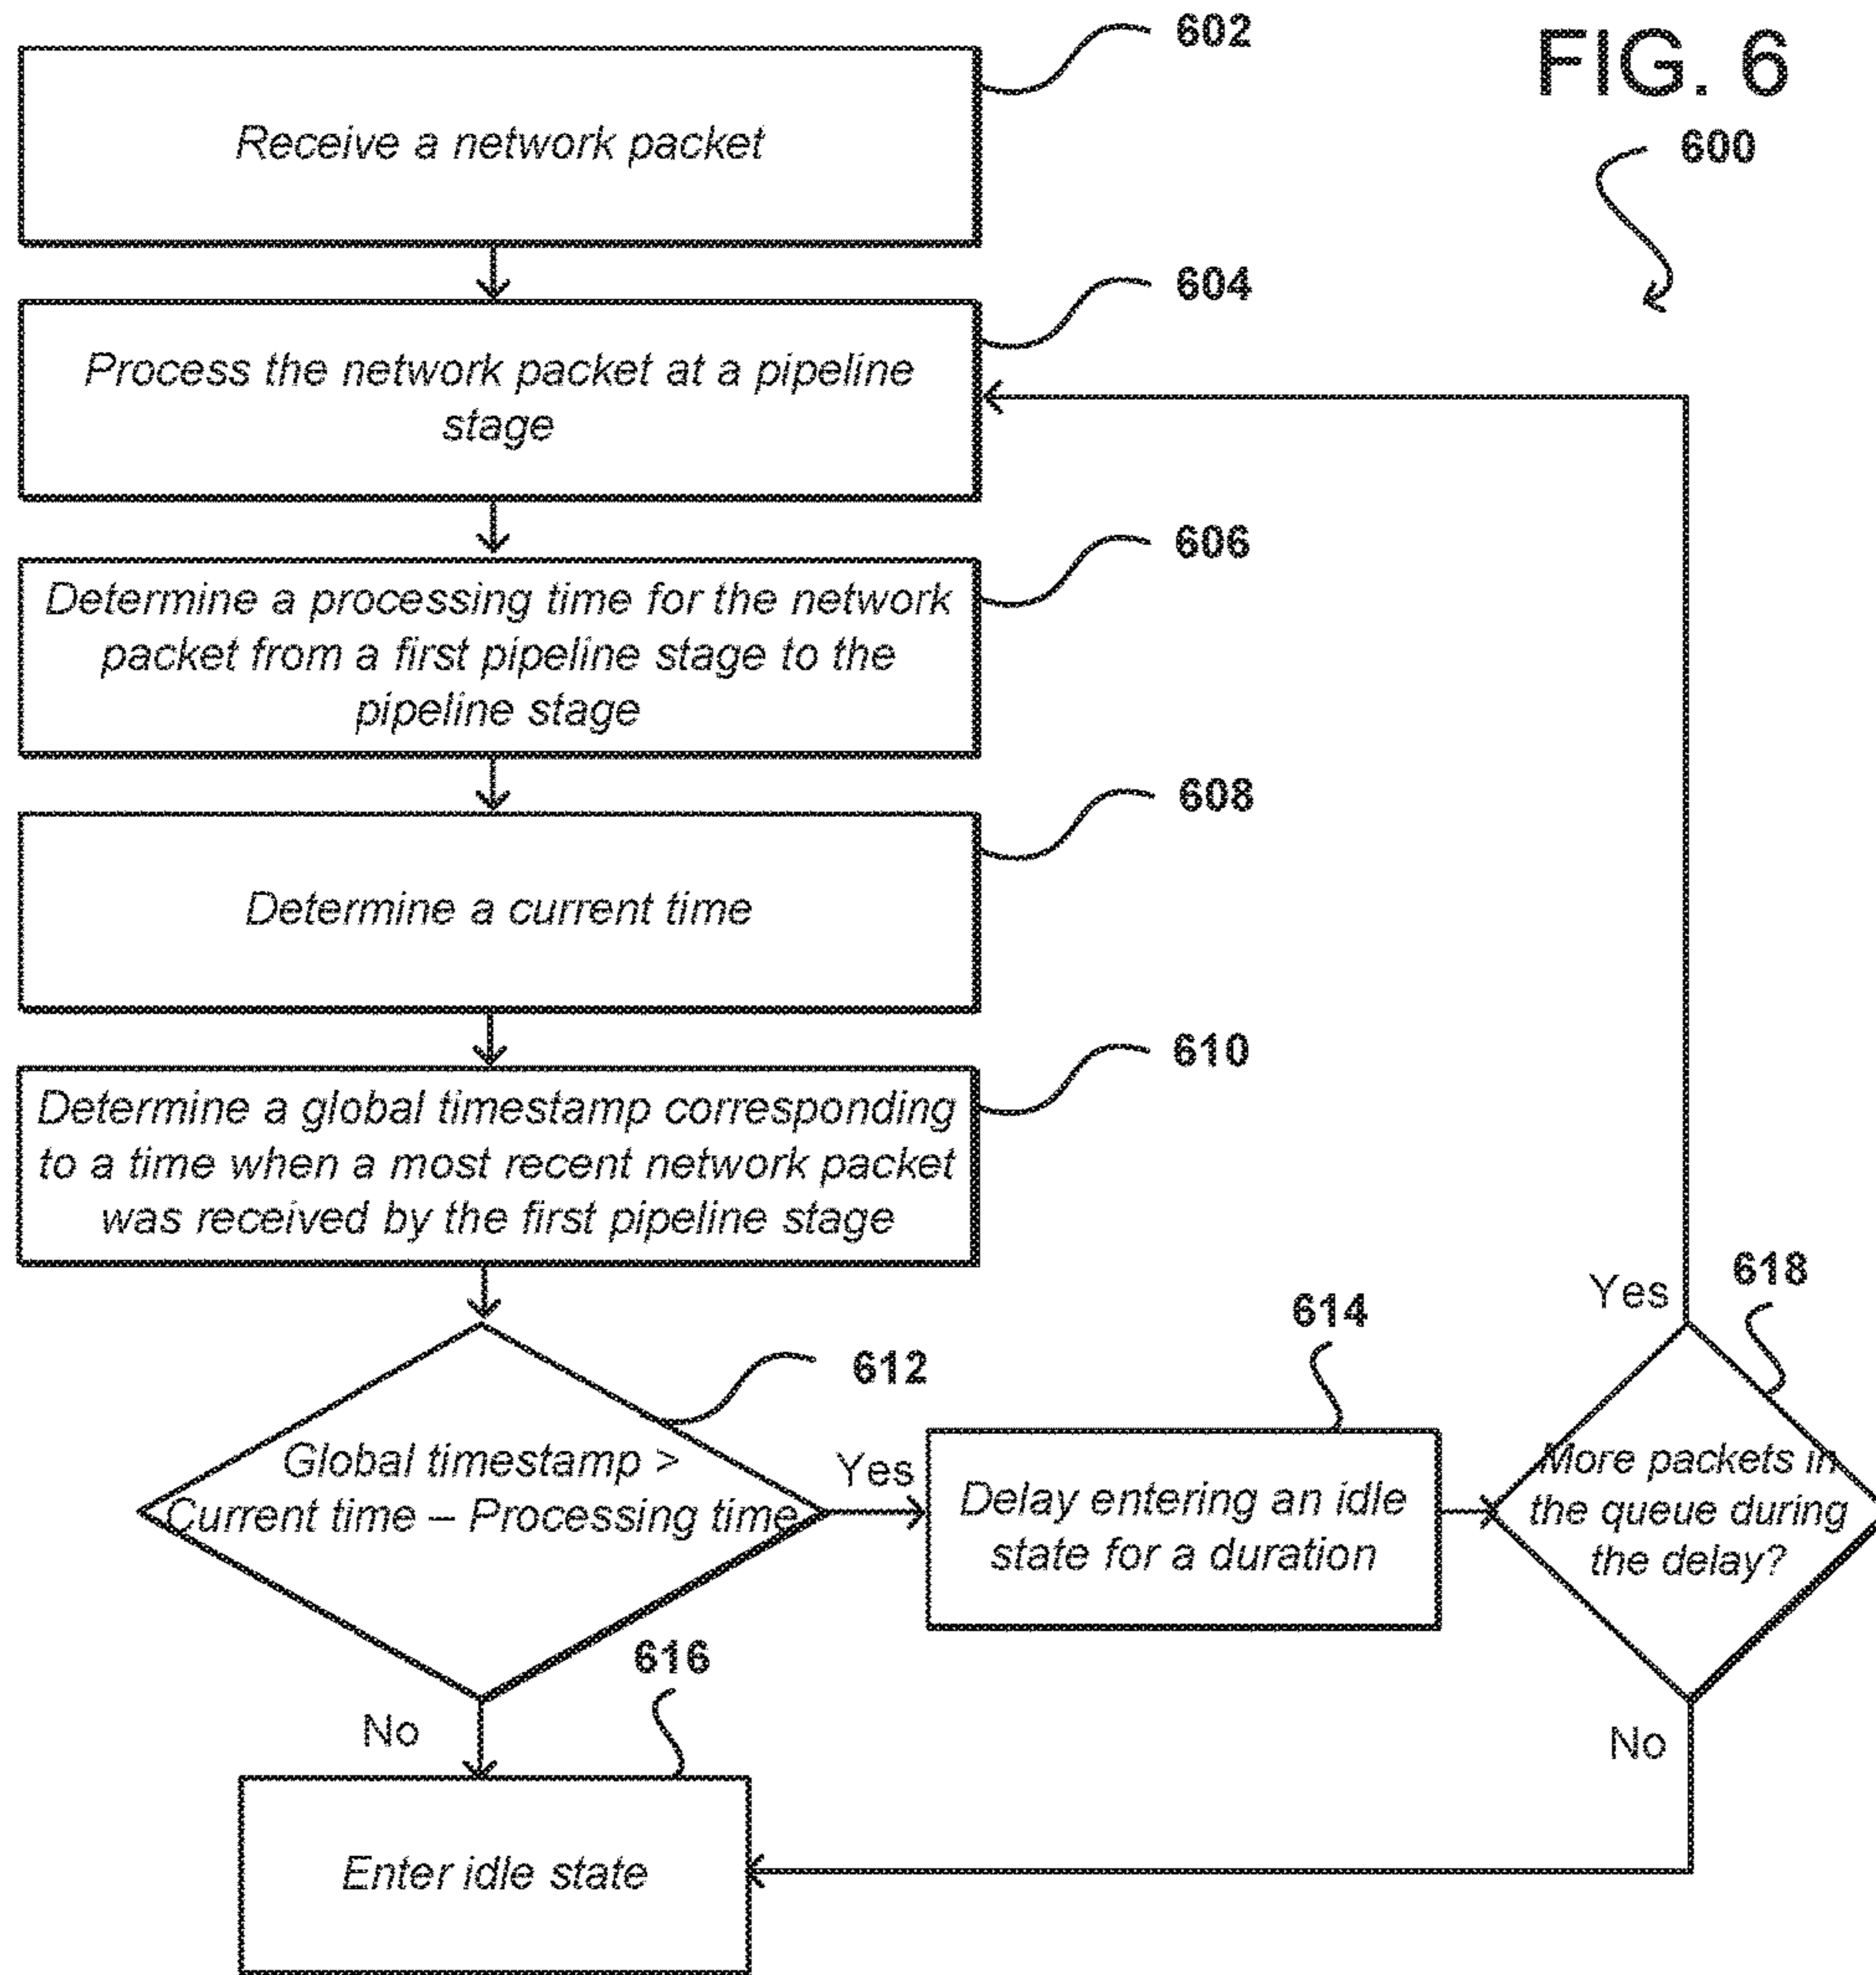 FIG. 6
600
602
Receive a network packet
604
Process the network packet at a pipeline
stage
606
Determine a processing time for the network
packet from a first pipeline stage to the
pipeline stage
608
Determine a current time
610
Determine a global timestamp corresponding
to a time when a most recent network packet
was received by the first pipeline stage
612
Global timestamp >
Current time – Processing time
Yes
No
614
Delay entering an idle
state for a duration
618
More packets in
the queue during
the delay?
Yes
No
616
Enter idle state